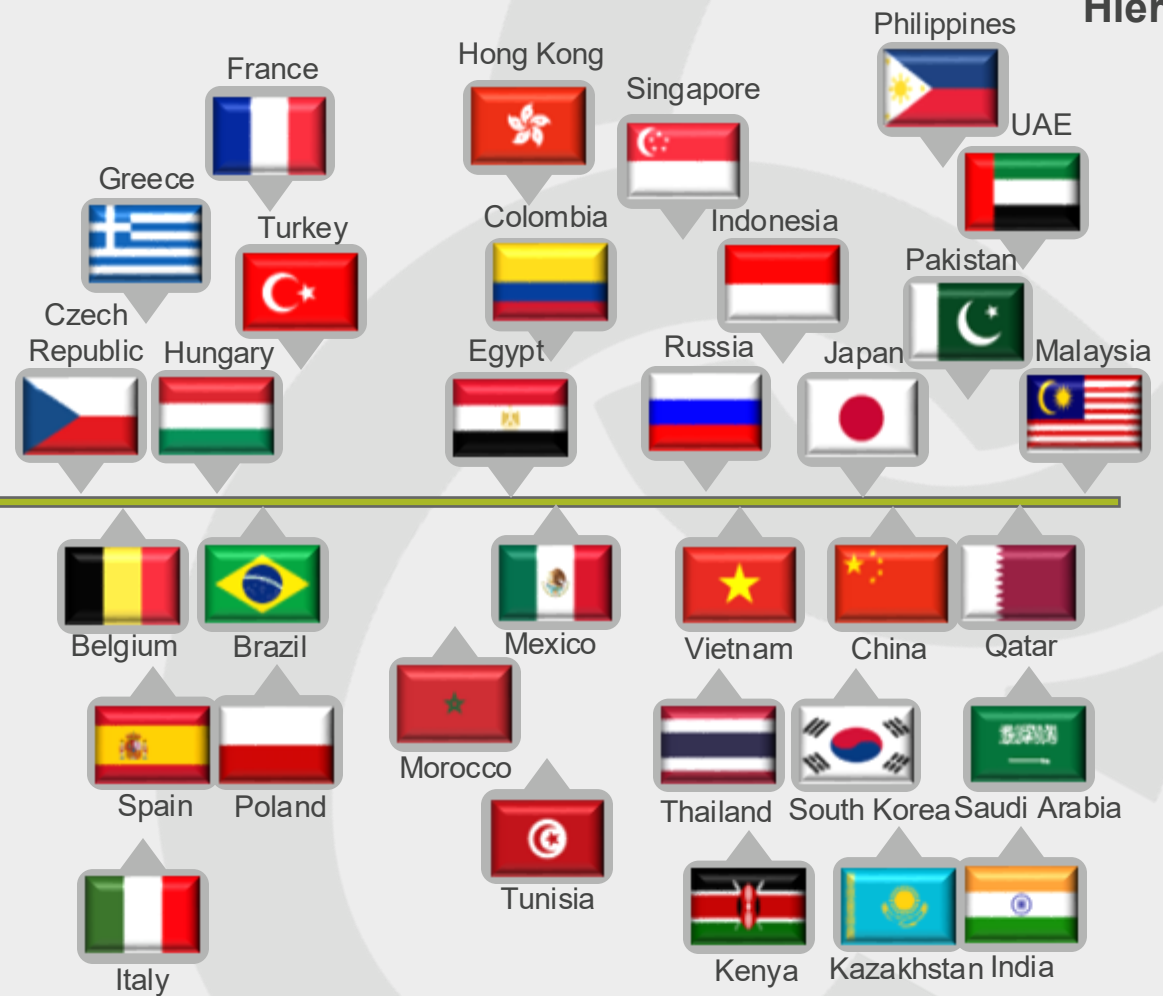 Hier
Philippines
Hong Kong
France
Singapore
UAE
Greece
Colombia
Indonesia
Turkey
Pakistan
Czech
Republic
Hungary
Egypt
Russia
Japan
Malaysia
Belgium
Brazil
Mexico
Vietnam
China
Qatar
Morocco
Spain
Poland
Thailand
South Korea
Saudi Arabia
Tunisia
Italy
Kenya
Kazakhstan
India